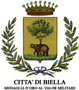 CITTA' DI BIELLA
MEDAGLIA D'ORO AL VALOR MILITARE